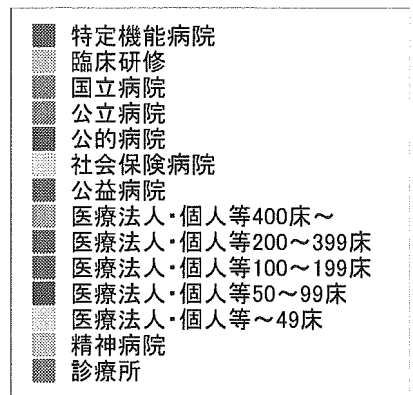 特定機能病院
臨床研修
国立病院
公立病院
公的病院
社会保険病院
公益病院
医療法人・個人等400床～
医療法人・個人等200～399床
医療法人・個人等100～199床
医療法人・個人等50～99床
医療法人・個人等～49床
精神病院
診療所